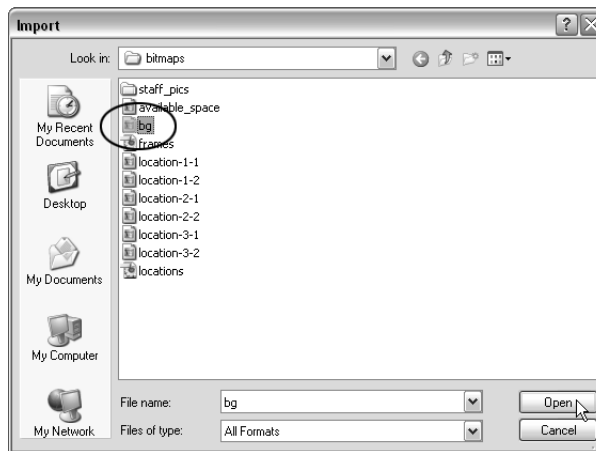 Import
Look in:
bitmaps
My Recent
Documents
Desktop
My Documents
My Computer
My Network
staff_pics
available_space
bg
frames
location-1-1
location-1-2
location-2-1
location-2-2
location-3-1
location-3-2
locations
File name:
bg
Open
Files of type:
All Formats
Cancel